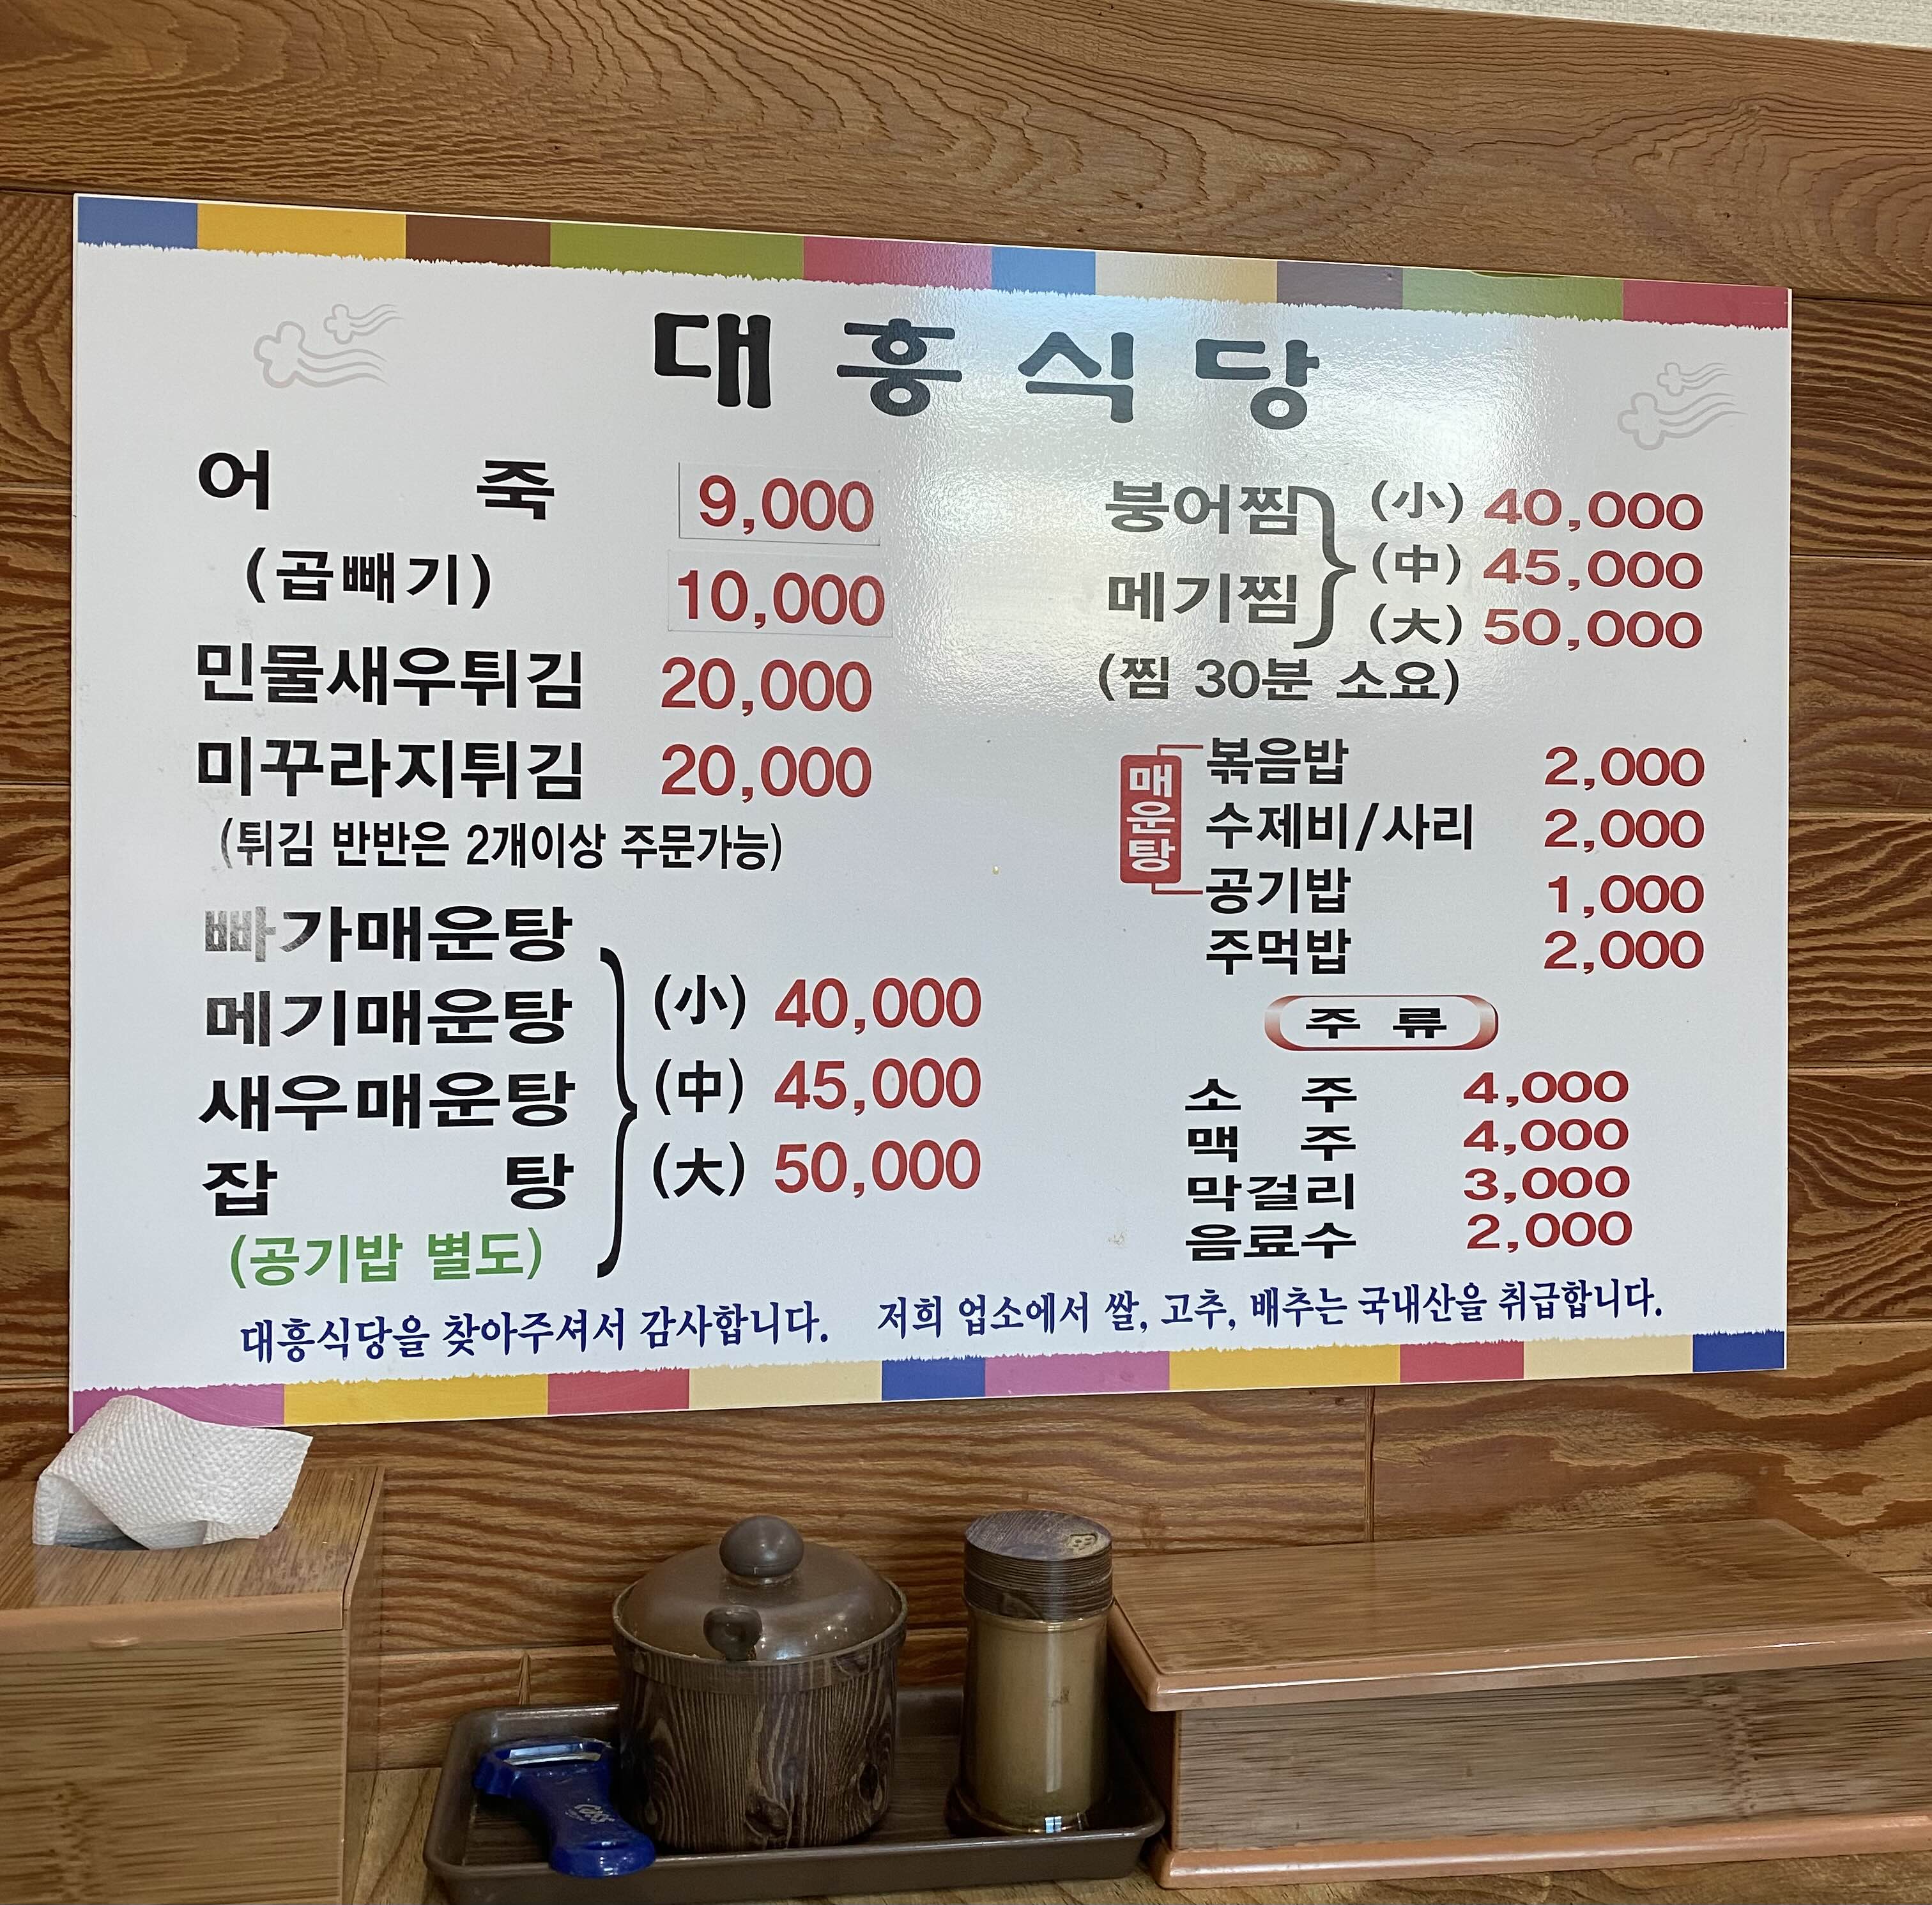 대흥식당
어 죽 9,000
(곱빼기) 10,000
민물새우튀김 20,000
미꾸라지튀김 20,000
(튀김 반반은 2개이상 주문가능)
빠가매운탕
메기매운탕
새우매운탕
잡 탕
(小) 40,000
(中) 45,000
(大) 50,000
(공기밥 별도)
붕어찜
메기찜
(小) 40,000
(中) 45,000
(大) 50,000
(찜 30분 소요)
매운탕
볶음밥 2,000
수제비/사리 2,000
공기밥 1,000
주먹밥 2,000
주 류
소 주 4,000
맥 주 4,000
막걸리 3,000
음료수 2,000
대흥식당을 찾아주셔서 감사합니다. 저희 업소에서 쌀, 고추, 배추는 국내산을 취급합니다.